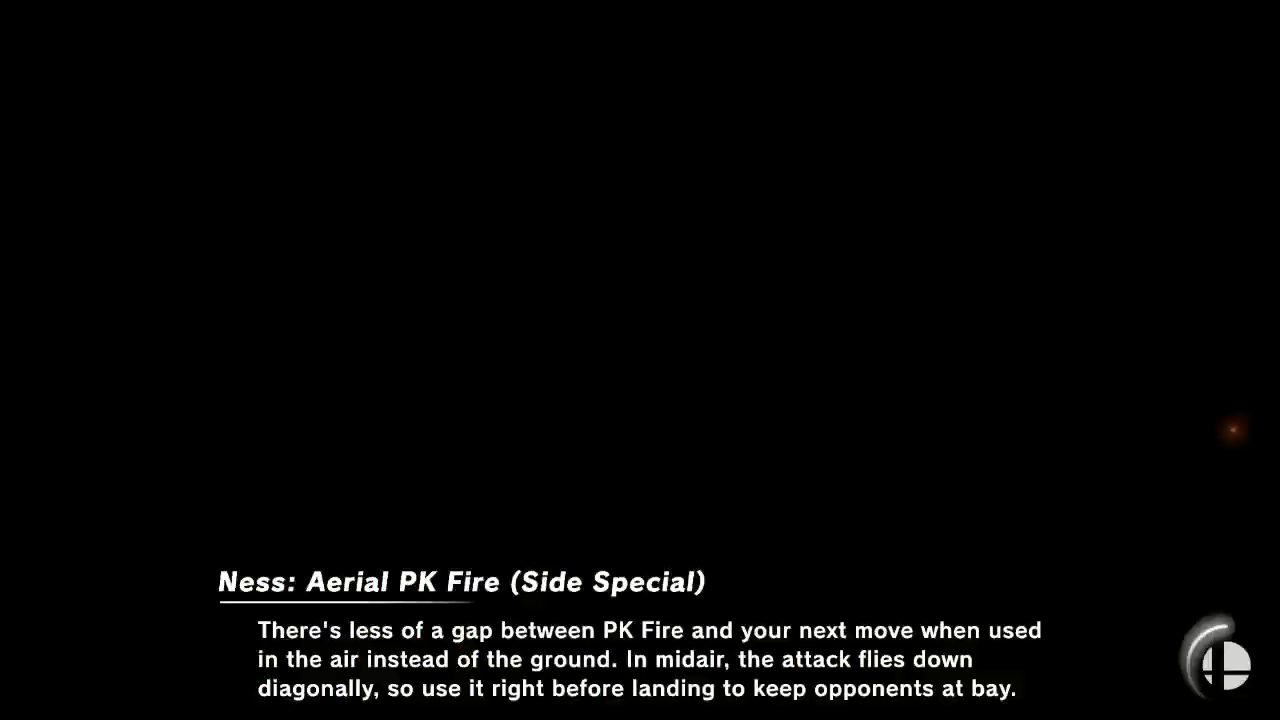 Ness: Aerial PK Fire (Side Special)
There's less of a gap between PK Fire and your next move when used
in the air instead of the ground. In midair, the attack flies down
diagonally, so use it right before landing to keep opponents at bay.